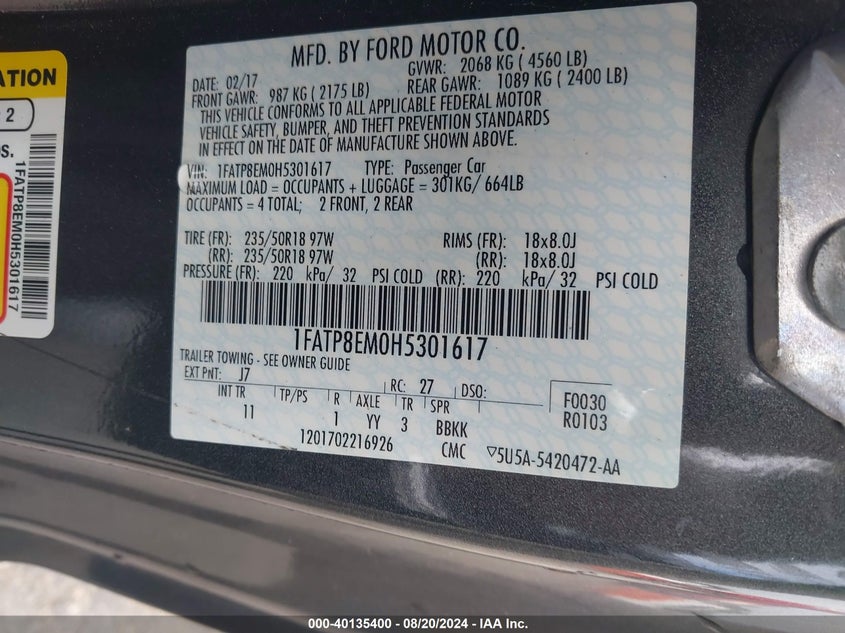 MFD. BY FORD MOTOR CO.
DATE: 02/17 GVWR: 2068 KG ( 4560 LB)
FRONT GAWR: 987 KG ( 2175 LB) REAR GAWR: 1089 KG ( 2400 LB)
THIS VEHICLE CONFORMS TO ALL APPLICABLE FEDERAL MOTOR
VEHICLE SAFETY, BUMPER, AND THEFT PREVENTION STANDARDS
IN EFFECT ON THE DATE OF MANUFACTURE SHOWN ABOVE.
VIN: 1FATP8EM0H5301617 TYPE: Passenger Car
MAXIMUM LOAD = OCCUPANTS + LUGGAGE = 301KG/ 664LB
OCCUPANTS = 4 TOTAL; 2 FRONT, 2 REAR
TIRE (FR): 235/50R18 97W RIMS (FR): 18x8.0J
(RR): 235/50R18 97W (RR): 18x8.0J
PRESSURE (FR): 220 kPa/ 32 PSI COLD (RR): 220 kPa/ 32 PSI COLD
1FATP8EM0H5301617
TRAILER TOWING - SEE OWNER GUIDE
EXT PNT: J7 RC: 27 DSO:
INT TR TP/PS R AXLE TR SPR F0030
11 1 YY 3 BBKK R0103
1201702216926 CMC ▽5U5A-5420472-AA
ATION
2
OS.
1FATP8EM0H5301617
000-40135400 - 08/20/2024 - IAA Inc.